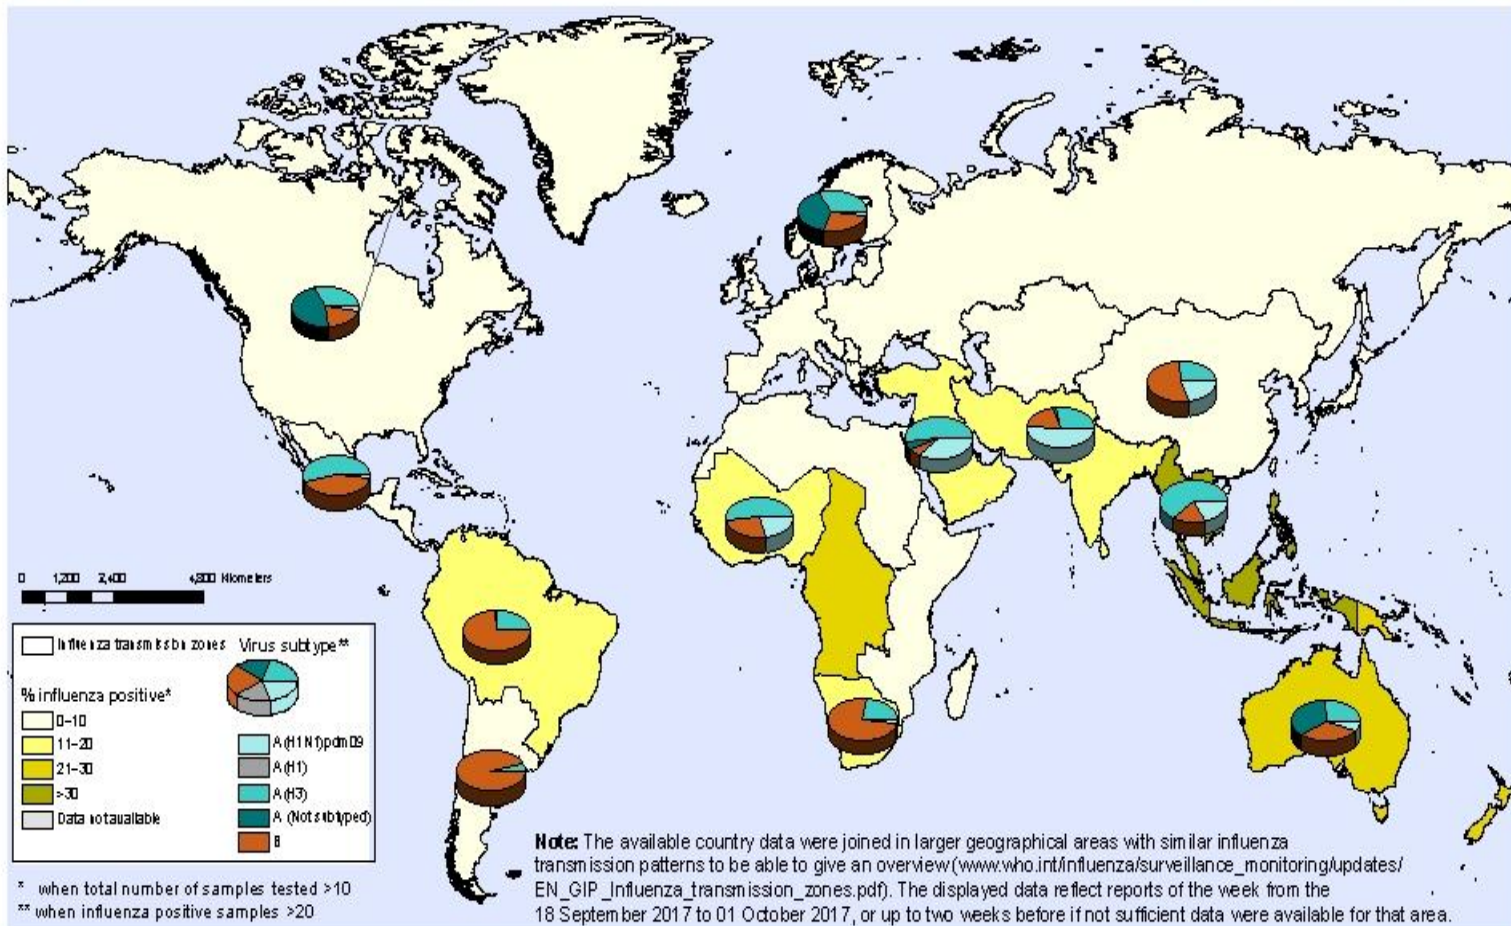 0 1,200 2,400 4,800 Kilometers
Influenza transmission zones
Virus subtype**
% influenza positive*
0-10
11-20
21-30
>30
Data not available
A(H1N1)pdm09
A(H1)
A(H3)
A (Not subtyped)
B
* when total number of samples tested >10
** when influenza positive samples >20
Note: The available country data were joined in larger geographical areas with similar influenza
transmission patterns to be able to give an overview (www.who.int/influenza/surveillance_monitoring/updates/
EN_GIP_Influenza_transmission_zones.pdf). The displayed data reflect reports of the week from the
18 September 2017 to 01 October 2017, or up to two weeks before if not sufficient data were available for that area.